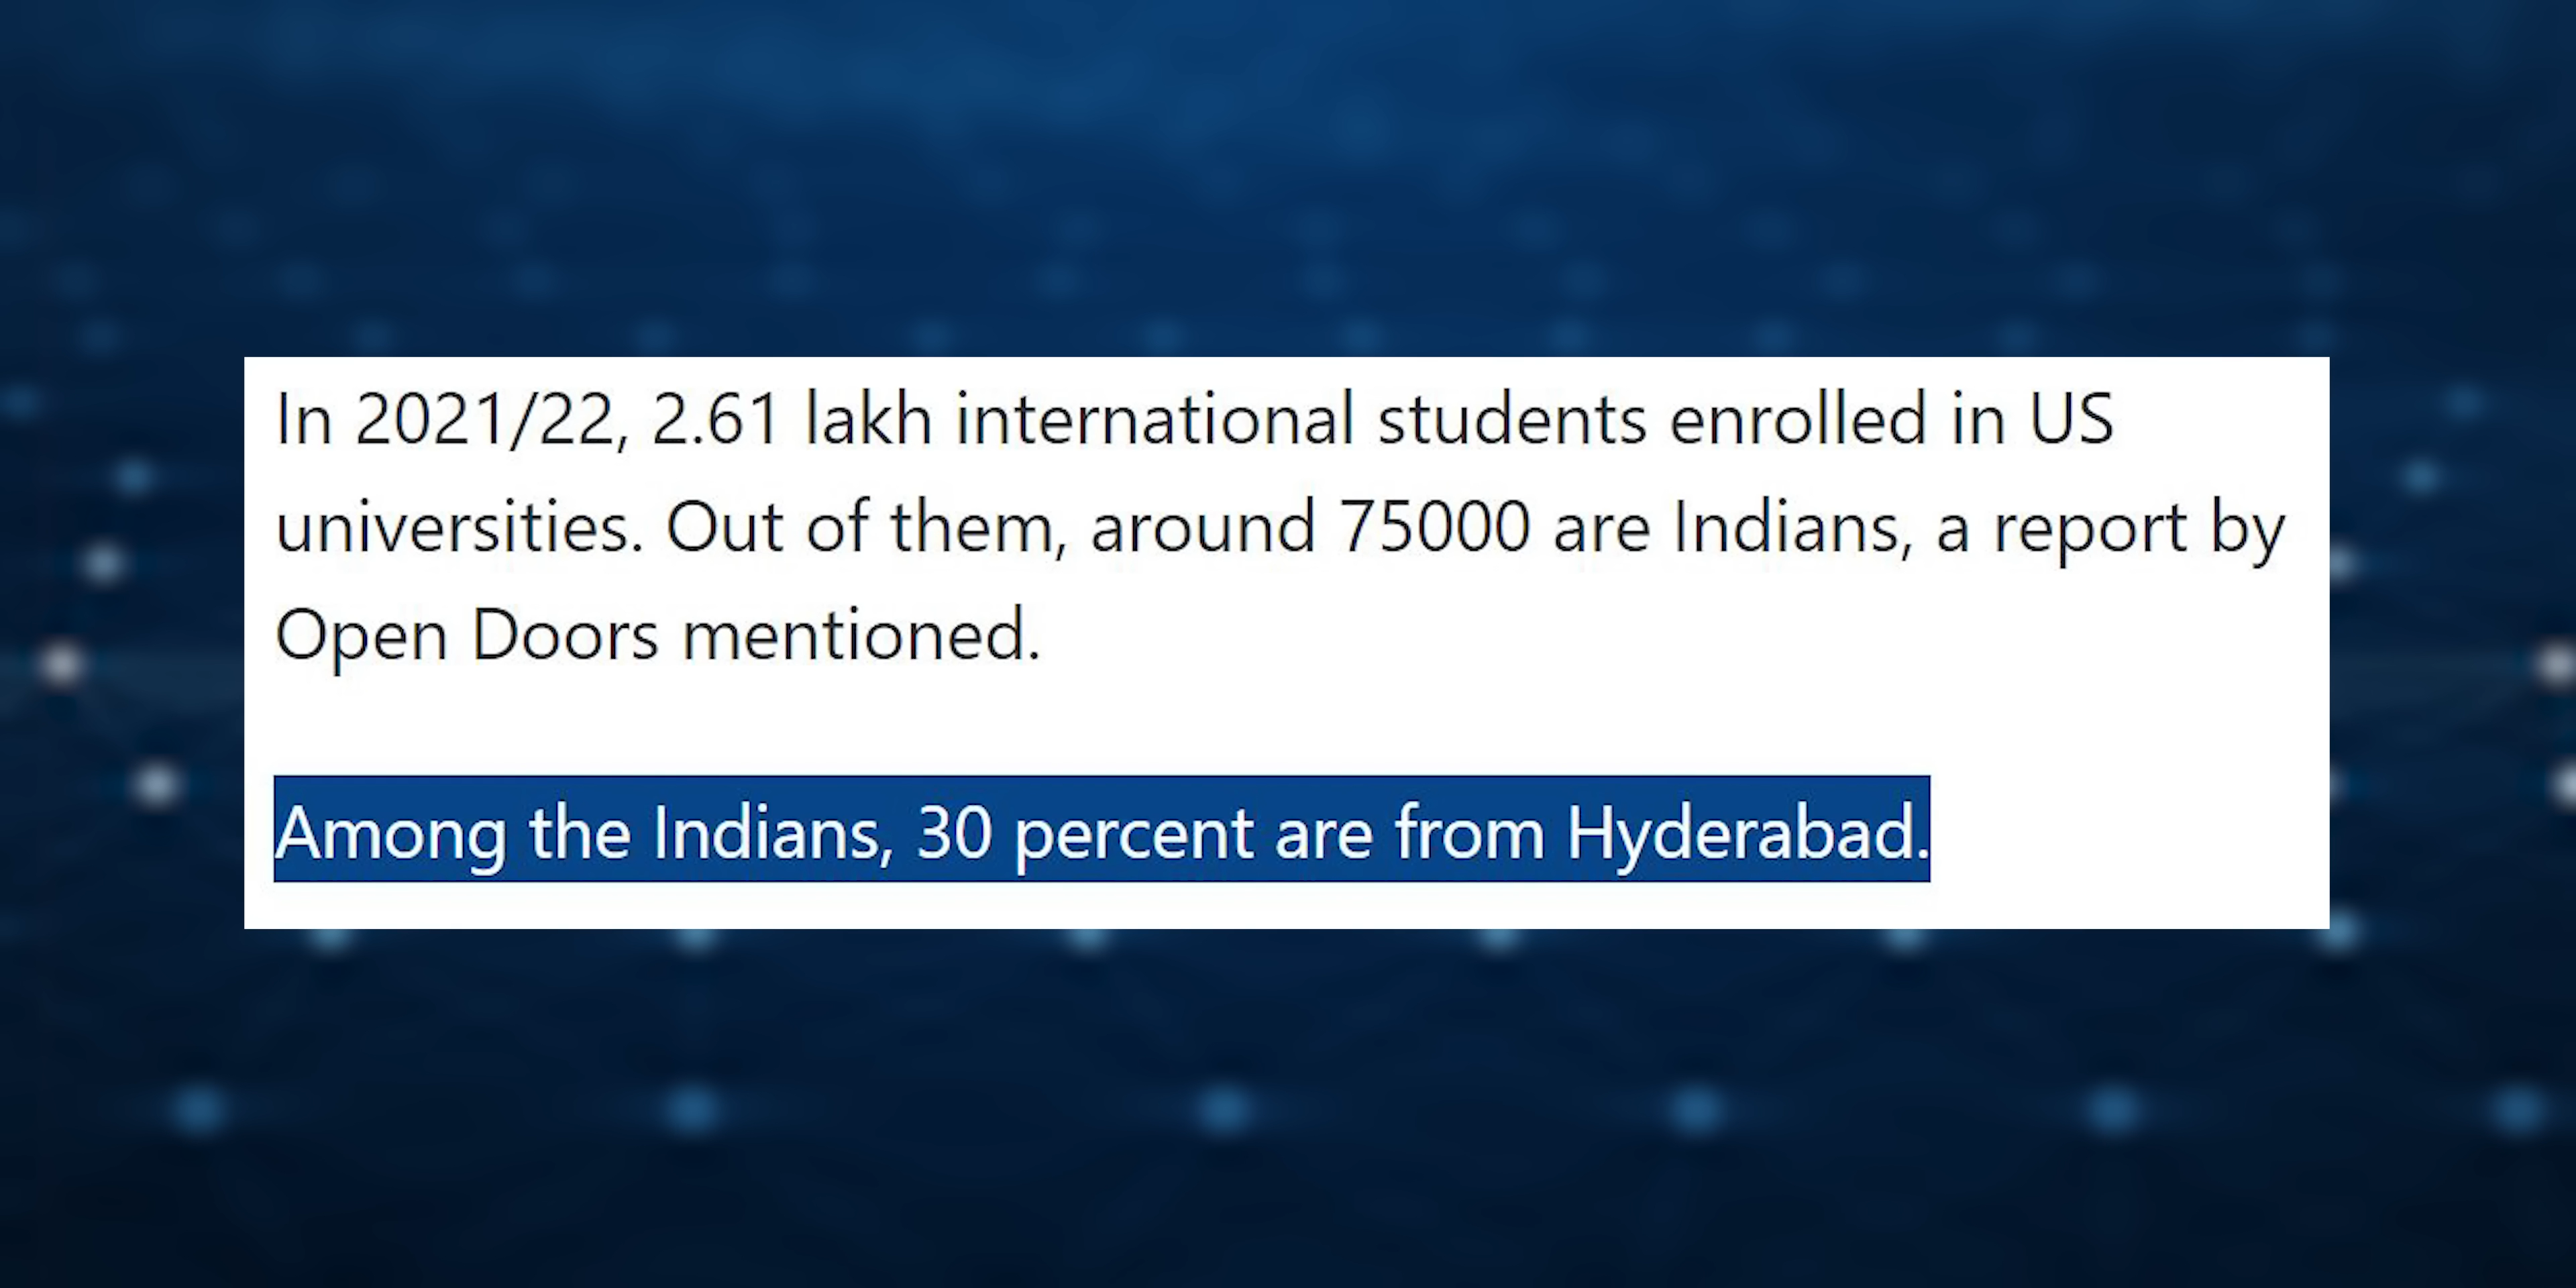 In 2021/22, 2.61 lakh international students enrolled in US
universities. Out of them, around 75000 are Indians, a report by
Open Doors mentioned.
Among the Indians, 30 percent are from Hyderabad.